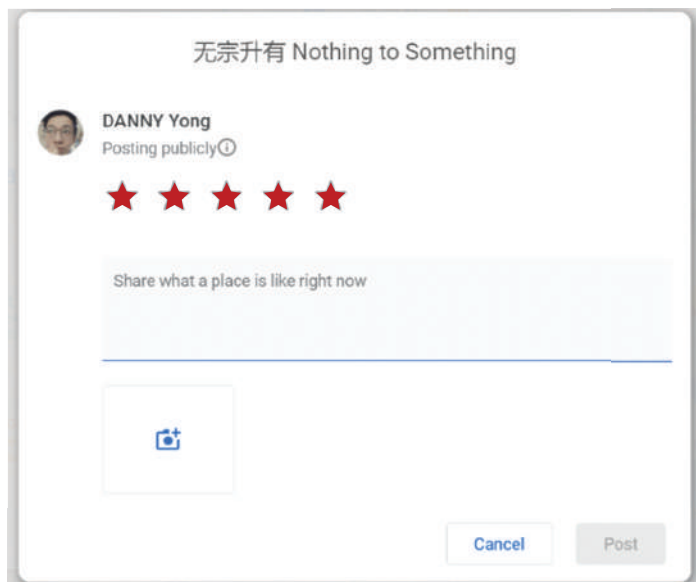 无宗升有 Nothing to Something
DANNY Yong
Posting publicly
Share what a place is like right now
Cancel
Post